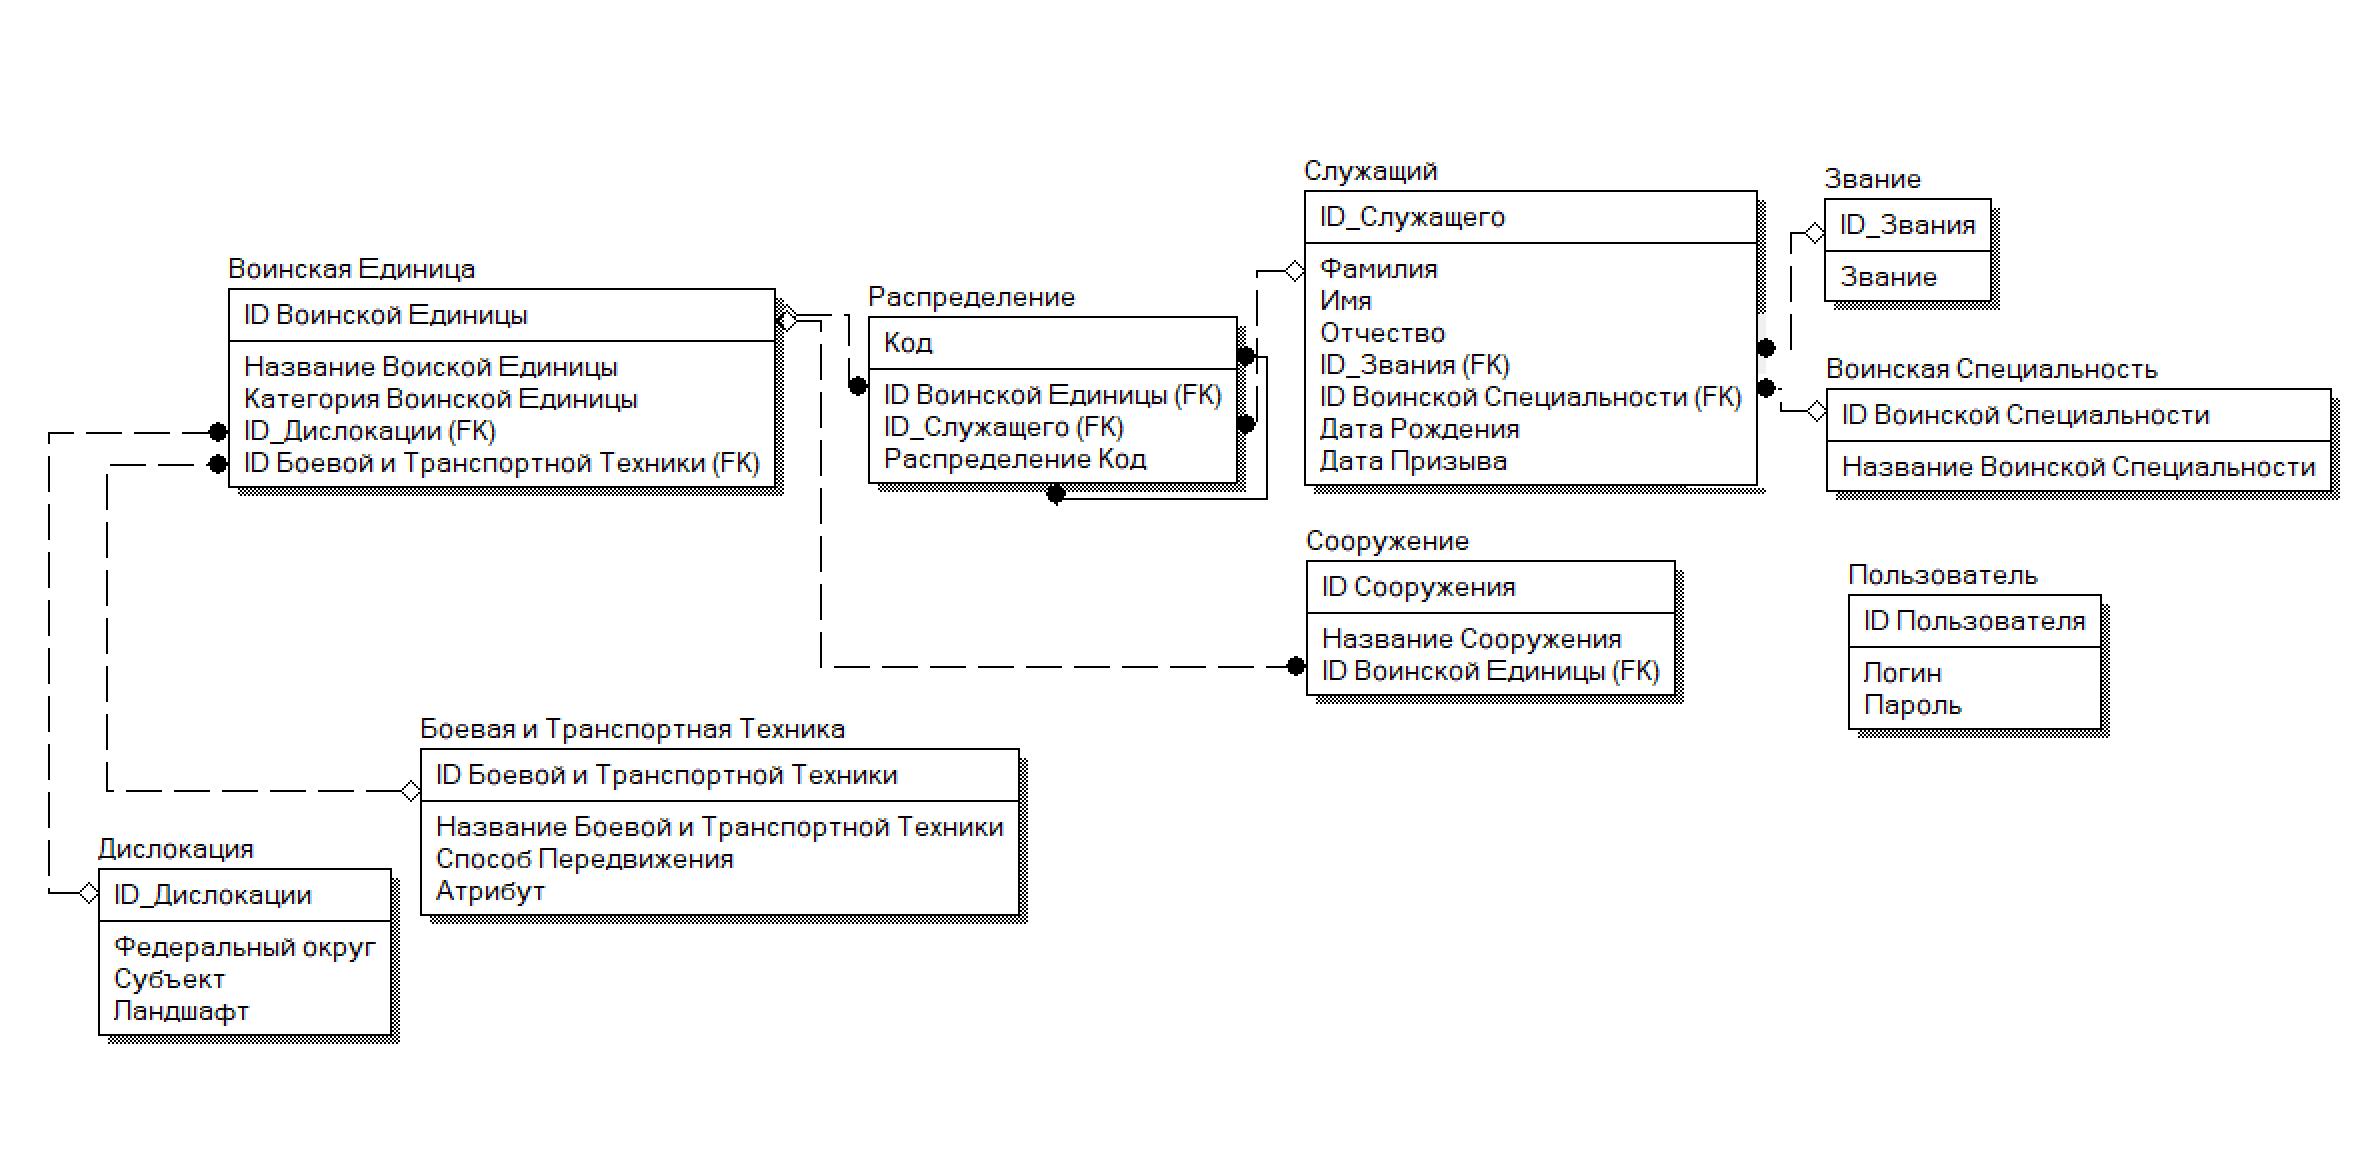 Воинская Единица
ID Воинской Единицы
Название Воиской Единицы
Категория Воинской Единицы
ID_Дислокации (FK)
ID Боевой и Транспортной Техники (FK)
Распределение
Код
ID Воинской Единицы (FK)
ID_Служащего (FK)
Распределение Код
Служащий
ID_Служащего
Фамилия
Имя
Отчество
ID_Звания (FK)
ID Воинской Специальности (FK)
Дата Рождения
Дата Призыва
Звание
ID_Звания
Звание
Воинская Специальность
ID Воинской Специальности
Название Воинской Специальности
Сооружение
ID Сооружения
Название Сооружения
ID Воинской Единицы (FK)
Пользователь
ID Пользователя
Логин
Пароль
Боевая и Транспортная Техника
ID Боевой и Транспортной Техники
Название Боевой и Транспортной Техники
Способ Передвижения
Атрибут
Дислокация
ID_Дислокации
Федеральный округ
Субъект
Ландшафт